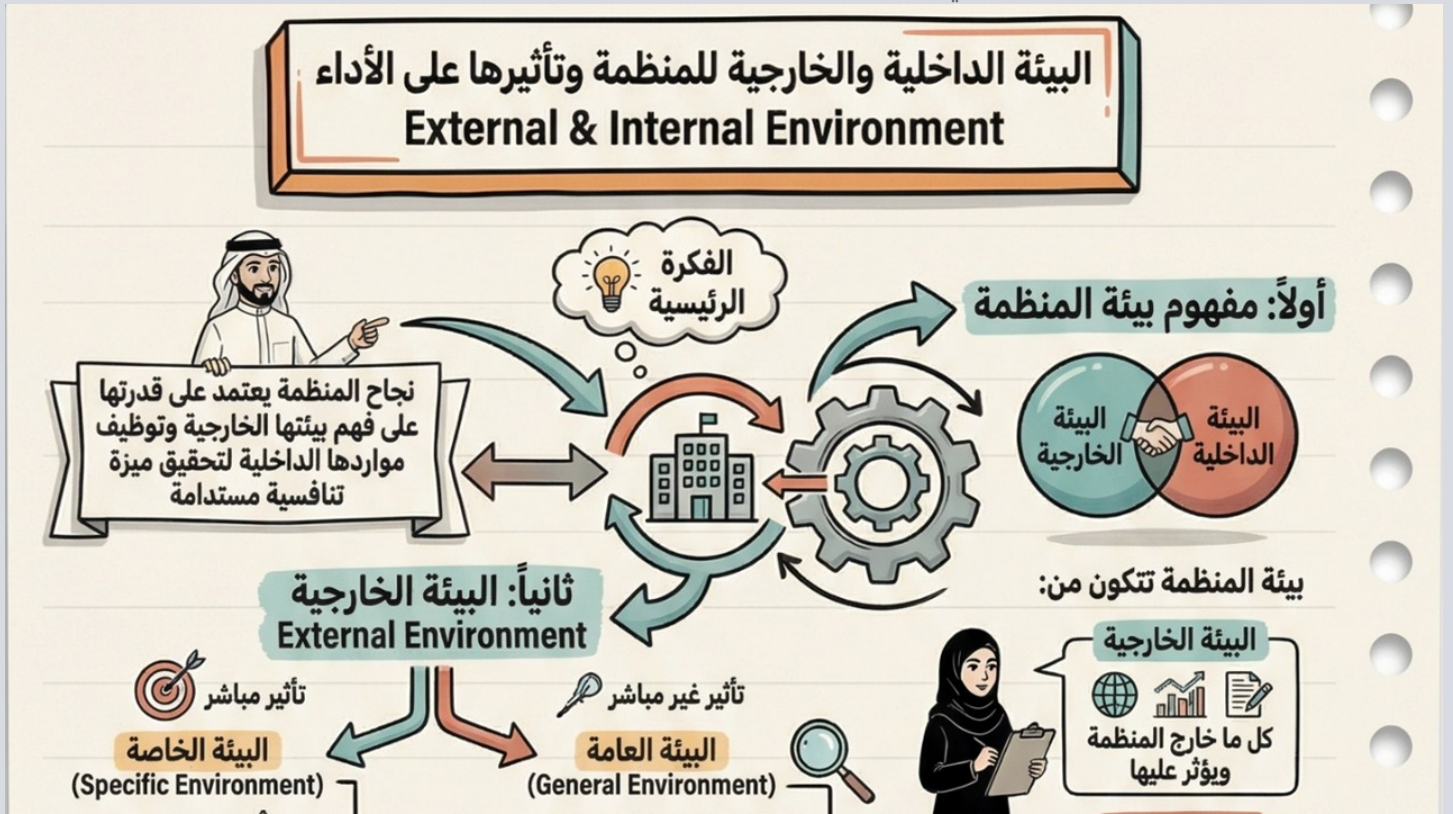 البيئة الداخلية والخارجية للمنظمة وتأثيرها على الأداء
External & Internal Environment
الفكرة
الرئيسية
أولاً: مفهوم بيئة المنظمة
البيئة
الداخلية
البيئة
الخارجية
نجاح المنظمة يعتمد على قدرتها
على فهم بيئتها الخارجية وتوظيف
مواردها الداخلية لتحقيق ميزة
تنافسية مستدامة
بيئة المنظمة تتكون من:
البيئة الخارجية
كل ما خارج المنظمة
ويؤثر عليها
ثانياً: البيئة الخارجية
External Environment
تأثير غير مباشر
البيئة العامة
(General Environment)
تأثير مباشر
البيئة الخاصة
(Specific Environment)